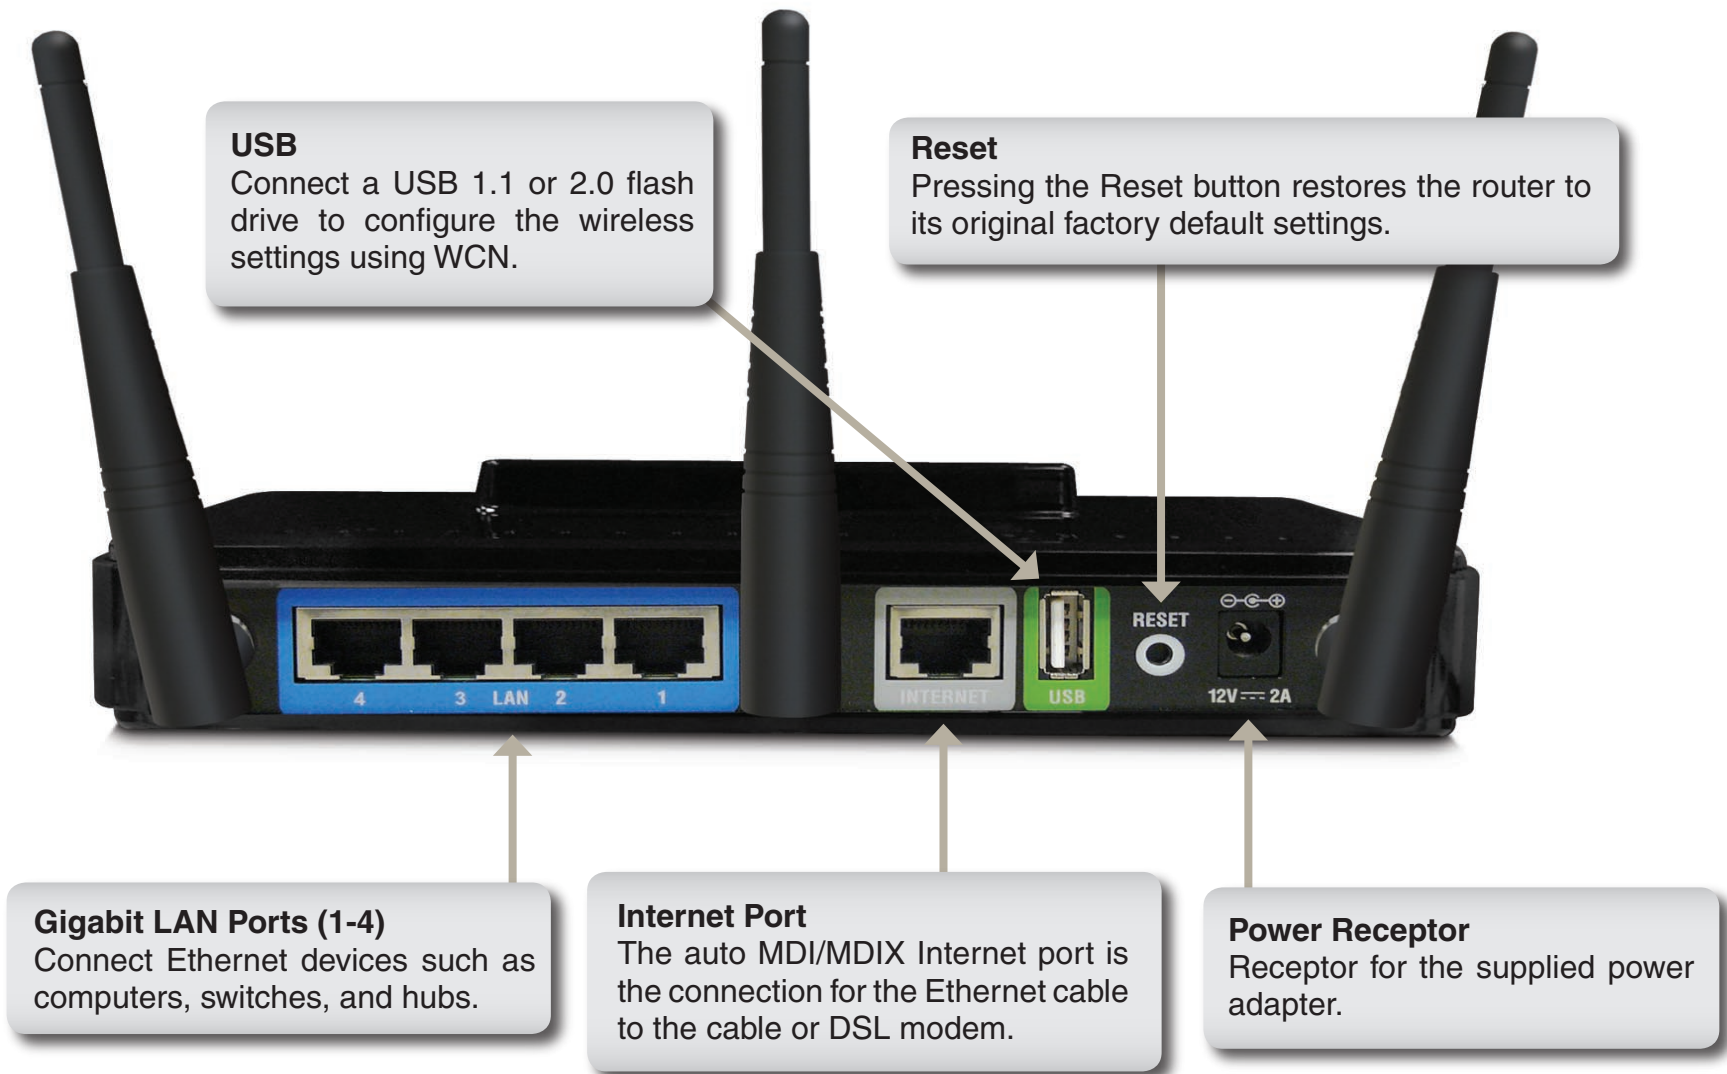 USB
Connect a USB 1.1 or 2.0 flash
drive to configure the wireless
settings using WCN.
Reset
Pressing the Reset button restores the router to
its original factory default settings.
RESET
4 3 LAN 2 1
INTERNET
USB
12V⎓2A
Gigabit LAN Ports (1-4)
Connect Ethernet devices such as
computers, switches, and hubs.
Internet Port
The auto MDI/MDIX Internet port is
the connection for the Ethernet cable
to the cable or DSL modem.
Power Receptor
Receptor for the supplied power
adapter.